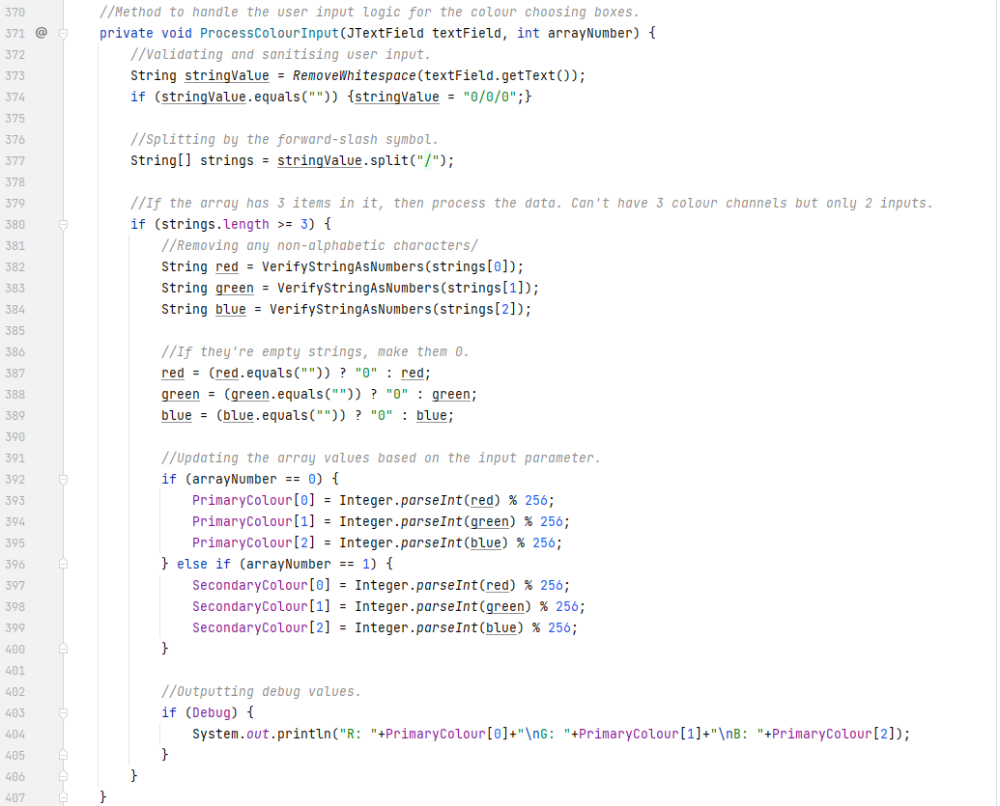 370 //Method to handle the user input logic for the colour choosing boxes.
371 @ private void ProcessColourInput(JTextField textField, int arrayNumber) {
372 //Validating and sanitising user input.
373 String stringValue = RemoveWhitespace(textField.getText());
374 if (stringValue.equals("")) {stringValue = "0/0/0";}
375
376 //Splitting by the forward-slash symbol.
377 String[] strings = stringValue.split("/");
378
379 //If the array has 3 items in it, then process the data. Can't have 3 colour channels but only 2 inputs.
380 if (strings.length >= 3) {
381 //Removing any non-alphabetic characters/
382 String red = VerifyStringAsNumbers(strings[0]);
383 String green = VerifyStringAsNumbers(strings[1]);
384 String blue = VerifyStringAsNumbers(strings[2]);
385
386 //If they're empty strings, make them 0.
387 red = (red.equals("")) ? "0" : red;
388 green = (green.equals("")) ? "0" : green;
389 blue = (blue.equals("")) ? "0" : blue;
390
391 //Updating the array values based on the input parameter.
392 if (arrayNumber == 0) {
393 PrimaryColour[0] = Integer.parseInt(red) % 256;
394 PrimaryColour[1] = Integer.parseInt(green) % 256;
395 PrimaryColour[2] = Integer.parseInt(blue) % 256;
396 } else if (arrayNumber == 1) {
397 SecondaryColour[0] = Integer.parseInt(red) % 256;
398 SecondaryColour[1] = Integer.parseInt(green) % 256;
399 SecondaryColour[2] = Integer.parseInt(blue) % 256;
400 }
401
402 //Outputting debug values.
403 if (Debug) {
404 System.out.println("R: "+PrimaryColour[0]+"\nG: "+PrimaryColour[1]+"\nB: "+PrimaryColour[2]);
405 }
406 }
407 }